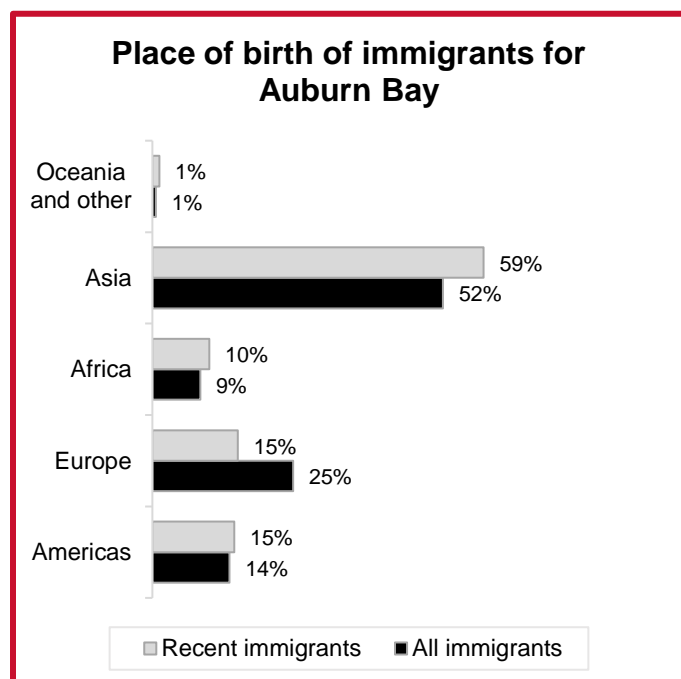 Place of birth of immigrants for
Auburn Bay
Oceania
and other
1%
1%
Asia
59%
52%
Africa
10%
9%
Europe
15%
25%
Americas
15%
14%
Recent immigrants
All immigrants